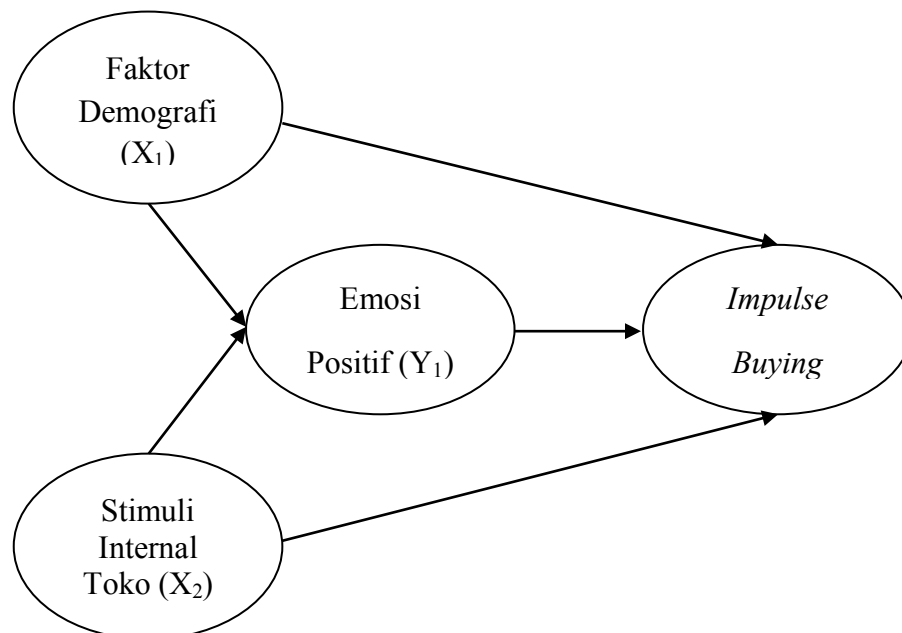 Faktor
Demografi
(X₁)
Emosi
Positif (Y₁)
Impulse
Buying
Stimuli
Internal
Toko (X₂)